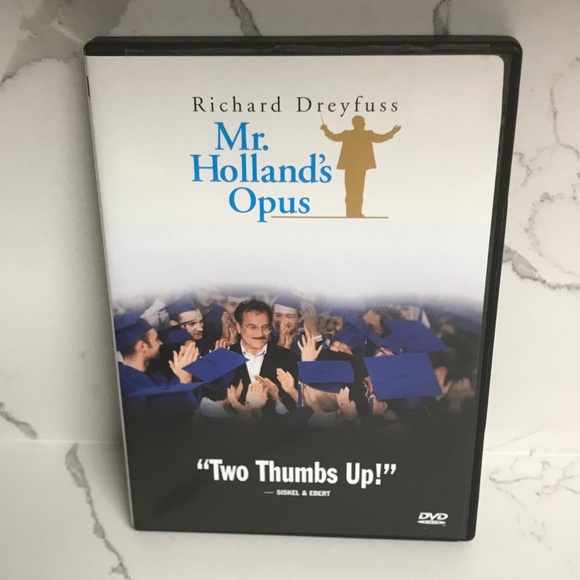 Richard Dreyfuss
Mr.
Holland's
Opus
“Two Thumbs Up!”
— SISKEL & EBERT
DVD